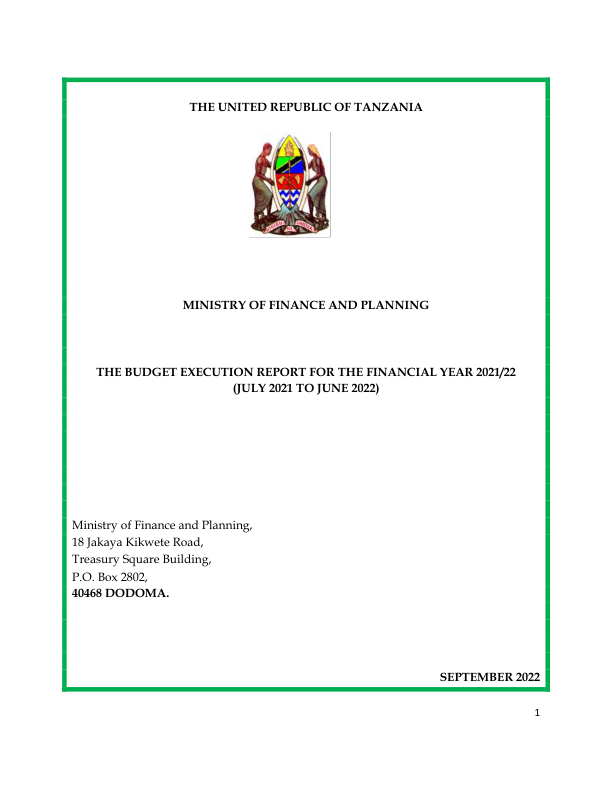 THE UNITED REPUBLIC OF TANZANIA
MINISTRY OF FINANCE AND PLANNING
THE BUDGET EXECUTION REPORT FOR THE FINANCIAL YEAR 2021/22
(JULY 2021 TO JUNE 2022)
Ministry of Finance and Planning,
18 Jakaya Kikwete Road,
Treasury Square Building,
P.O. Box 2802,
40468 DODOMA.
SEPTEMBER 2022
1